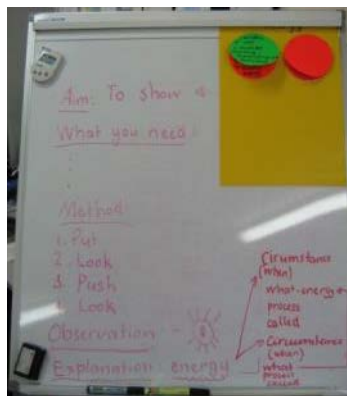 Aim: To show
What you need
Method:
1. Put
2. Look
3. Push
4. Look
Observation -
Explanation: energy
Circumstance
(when)
what-energy
process
called
Circumstance
(when)
what
process
called